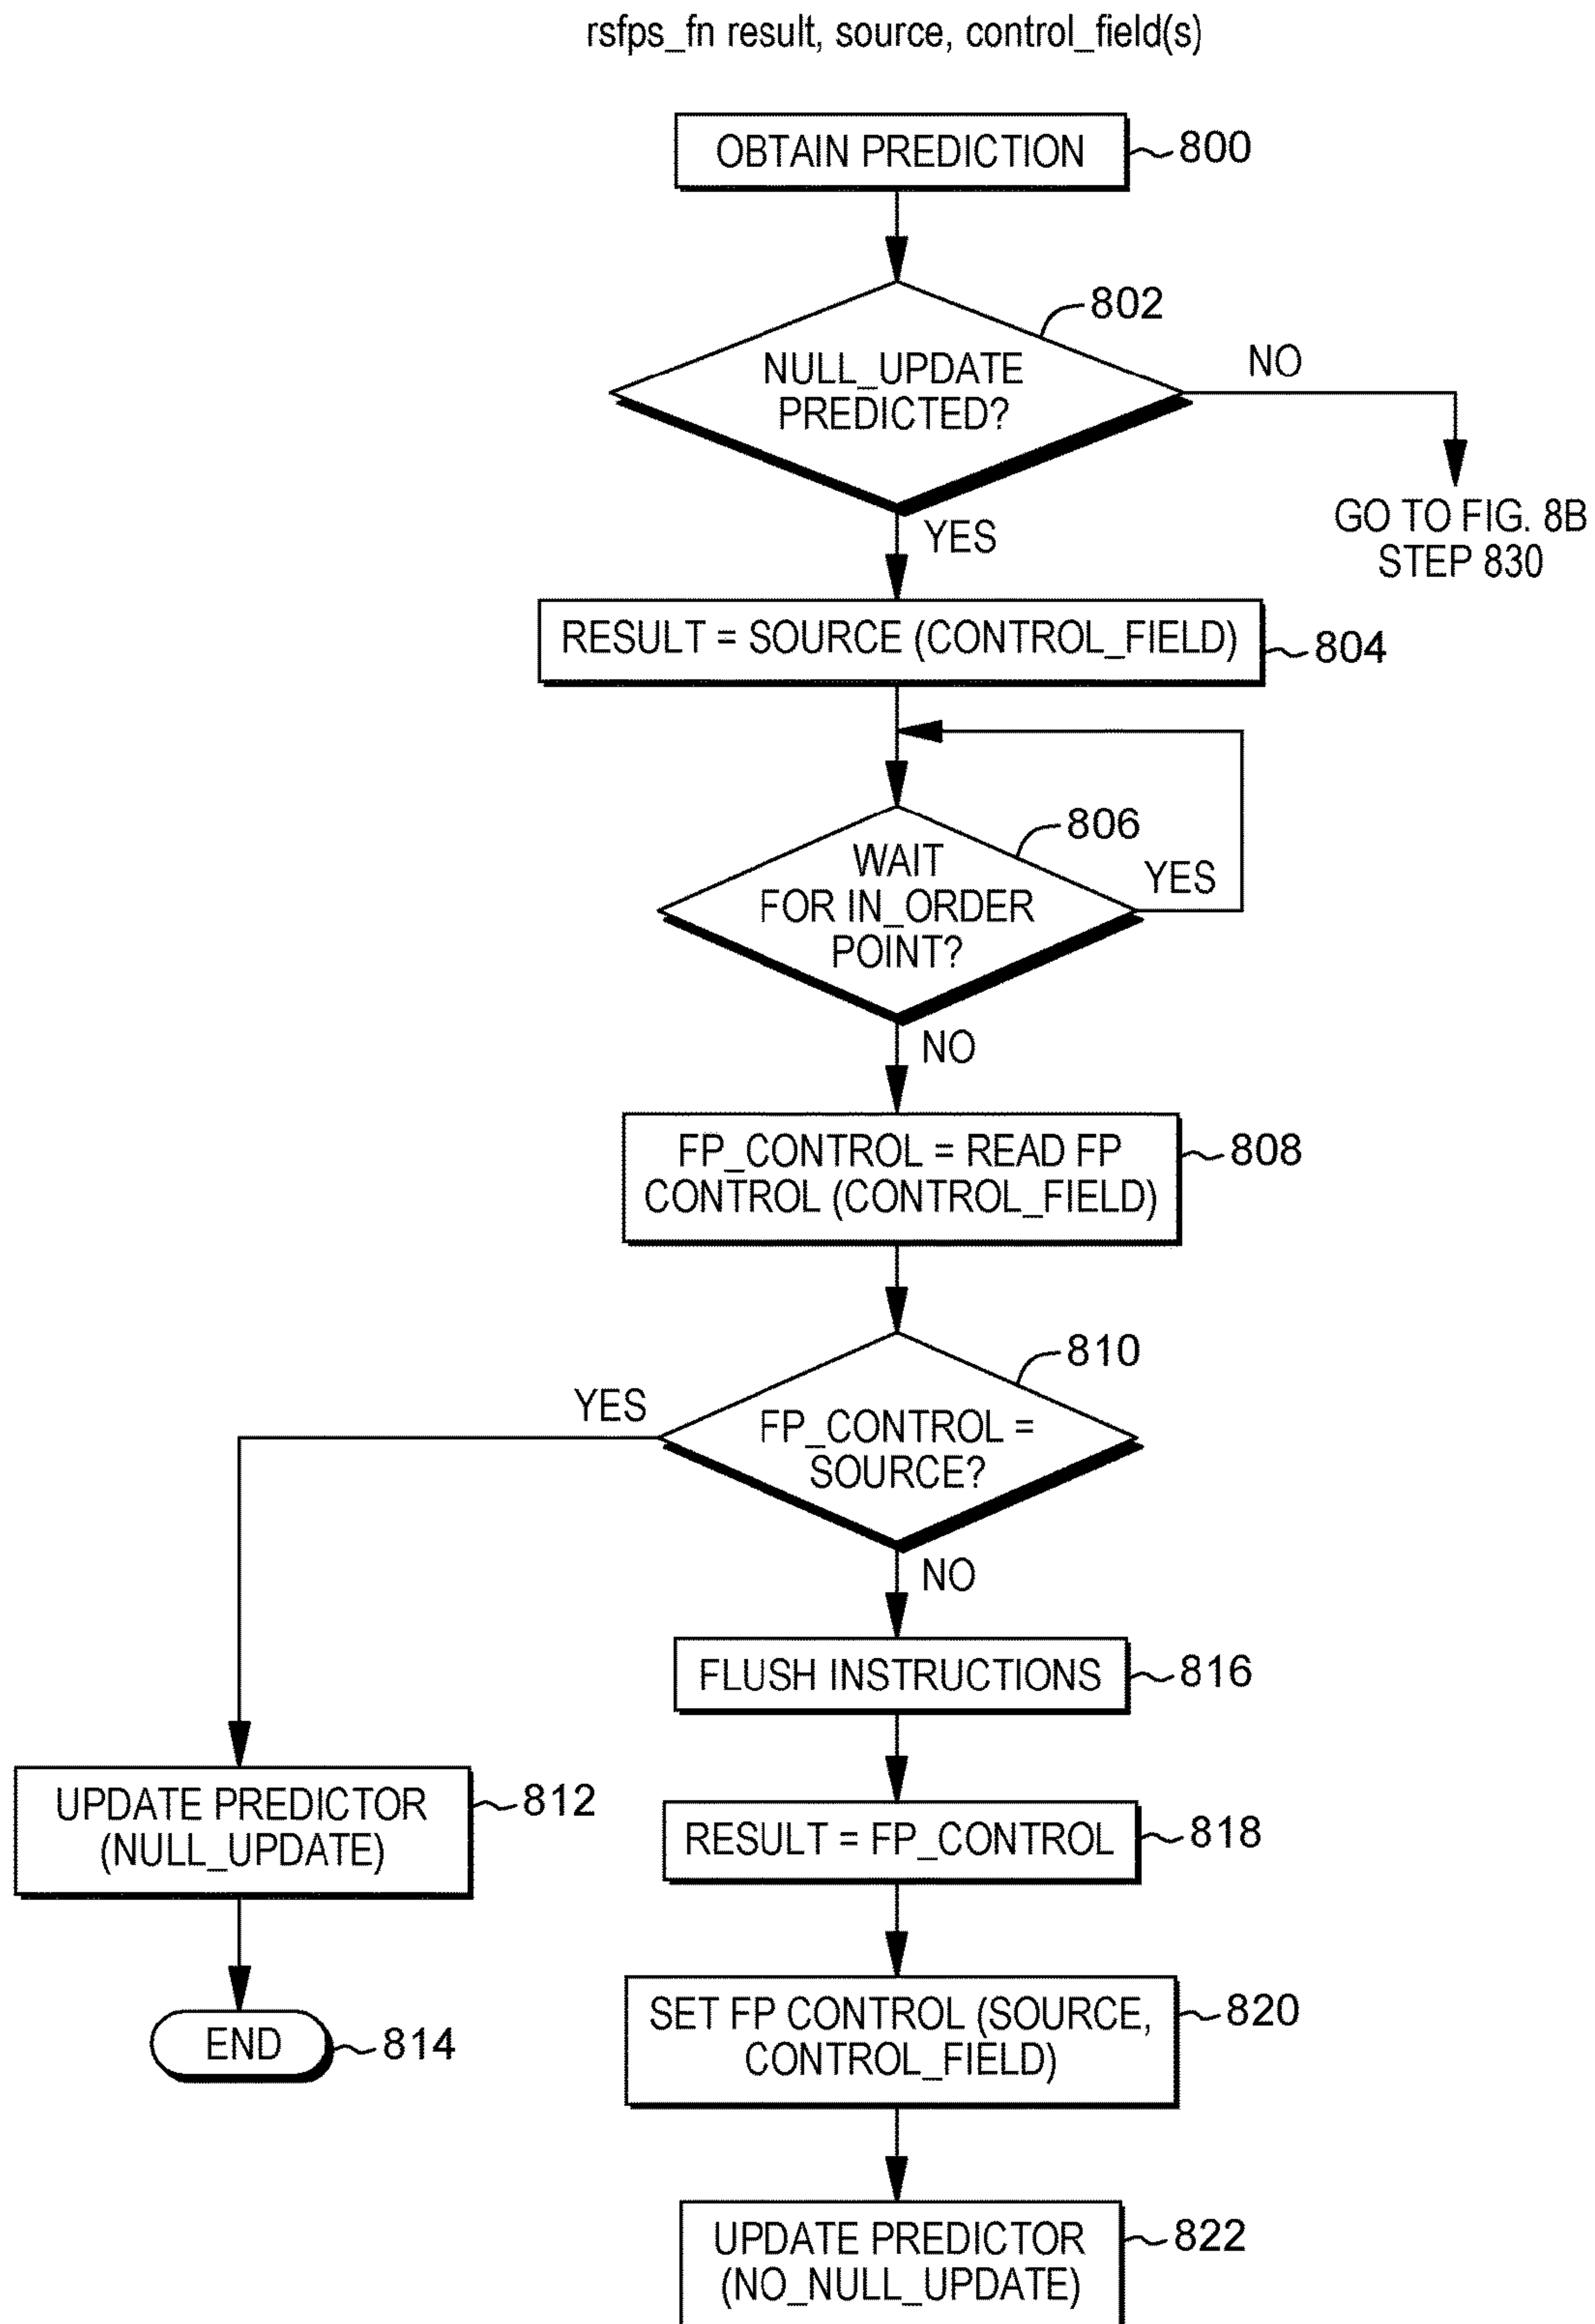 rsfps_fn result, source, control_field(s)
OBTAIN PREDICTION
800
802
NULL_UPDATE
PREDICTED?
NO
GO TO FIG. 8B
STEP 830
YES
RESULT = SOURCE (CONTROL_FIELD)
804
806
WAIT
FOR IN_ORDER
POINT?
YES
NO
FP_CONTROL = READ FP
CONTROL (CONTROL_FIELD)
808
810
YES
FP_CONTROL =
SOURCE?
NO
FLUSH INSTRUCTIONS
816
UPDATE PREDICTOR
(NULL_UPDATE)
812
RESULT = FP_CONTROL
818
END
814
SET FP CONTROL (SOURCE,
CONTROL_FIELD)
820
UPDATE PREDICTOR
(NO_NULL_UPDATE)
822